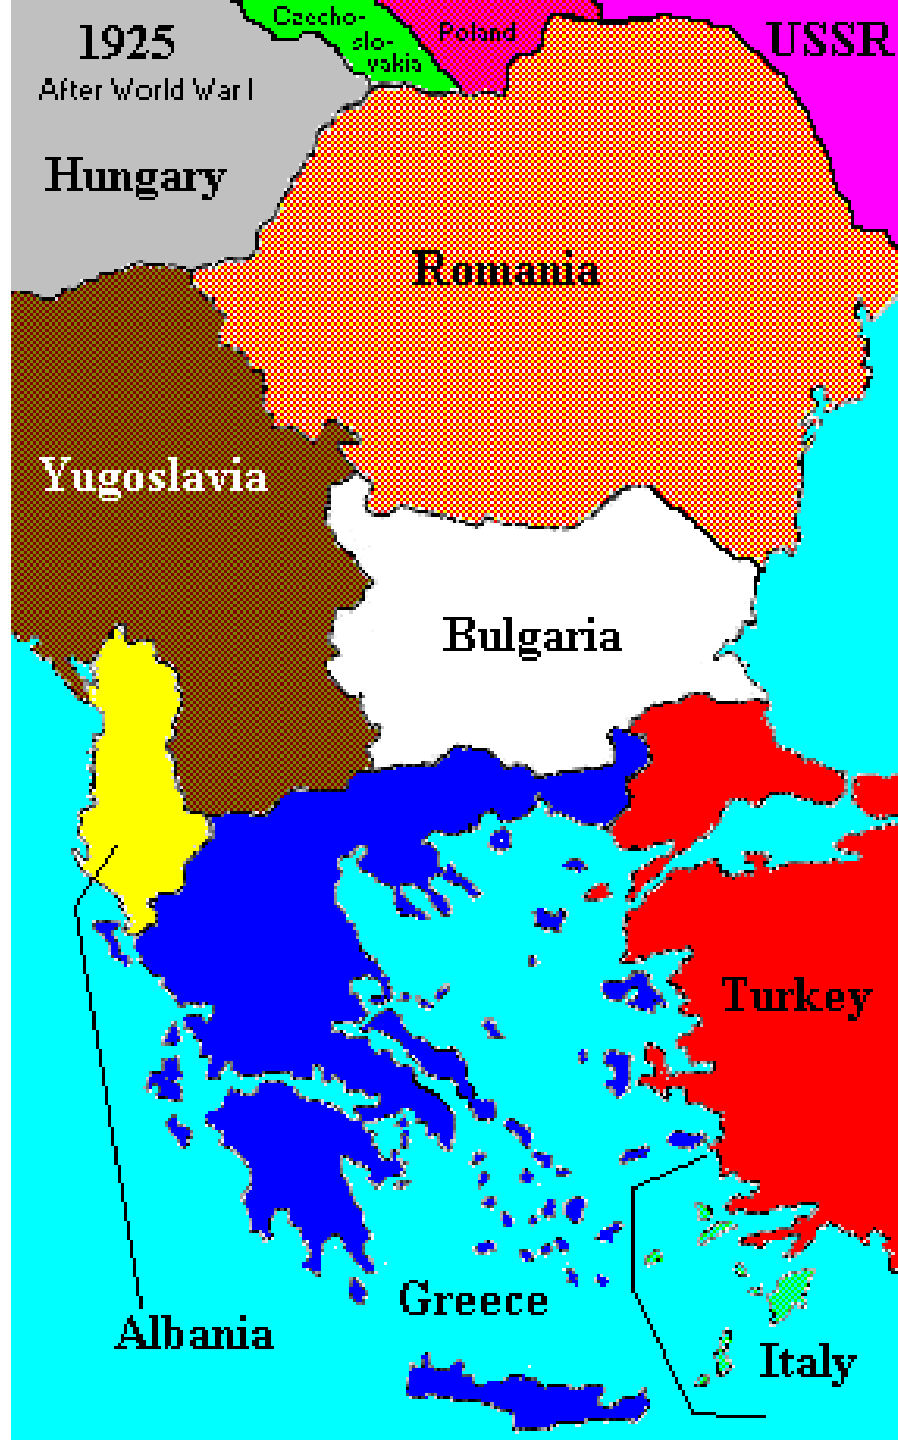 Czecho-
slo-
vakia
Poland
USSR
1925
After World War I
Hungary
Romania
Yugoslavia
Bulgaria
Turkey
Greece
Albania
Italy